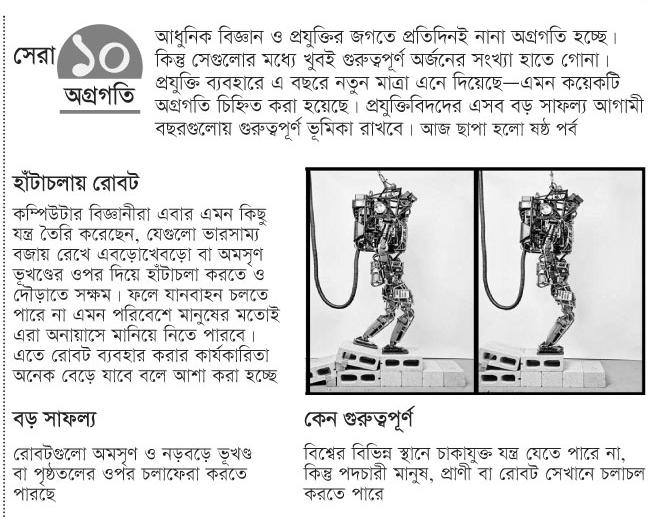 সেরা
১০
অগ্রগতি
আধুনিক বিজ্ঞান ও প্রযুক্তির জগতে প্রতিদিনই নানা অগ্রগতি হচ্ছে।
কিন্তু সেগুলোর মধ্যে খুবই গুরুত্বপূর্ণ অর্জনের সংখ্যা হাতে গোনা।
প্রযুক্তি ব্যবহারে এ বছরে নতুন মাত্রা এনে দিয়েছে—এমন কয়েকটি
অগ্রগতি চিহ্নিত করা হয়েছে। প্রযুক্তিবিদদের এসব বড় সাফল্য আগামী
বছরগুলোয় গুরুত্বপূর্ণ ভূমিকা রাখবে। আজ ছাপা হলো ষষ্ঠ পর্ব
হাঁটাচলায় রোবট
কম্পিউটার বিজ্ঞানীরা এবার এমন কিছু
যন্ত্র তৈরি করেছেন, যেগুলো ভারসাম্য
বজায় রেখে এবড়োখেবড়ো বা অমসৃণ
ভূখণ্ডের ওপর দিয়ে হাঁটাচলা করতে ও
দৌড়াতে সক্ষম। ফলে যানবাহন চলতে
পারে না এমন পরিবেশে মানুষের মতোই
এরা অনায়াসে মানিয়ে নিতে পারবে।
এতে রোবট ব্যবহার করার কার্যকারিতা
অনেক বেড়ে যাবে বলে আশা করা হচ্ছে
বড় সাফল্য
রোবটগুলো অমসৃণ ও নড়বড়ে ভূখণ্ড
বা পৃষ্ঠতলের ওপর চলাফেরা করতে
পারছে
কেন গুরুত্বপূর্ণ
বিশ্বের বিভিন্ন স্থানে চাকাযুক্ত যন্ত্র যেতে পারে না,
কিন্তু পদচারী মানুষ, প্রাণী বা রোবট সেখানে চলাচল
করতে পারে